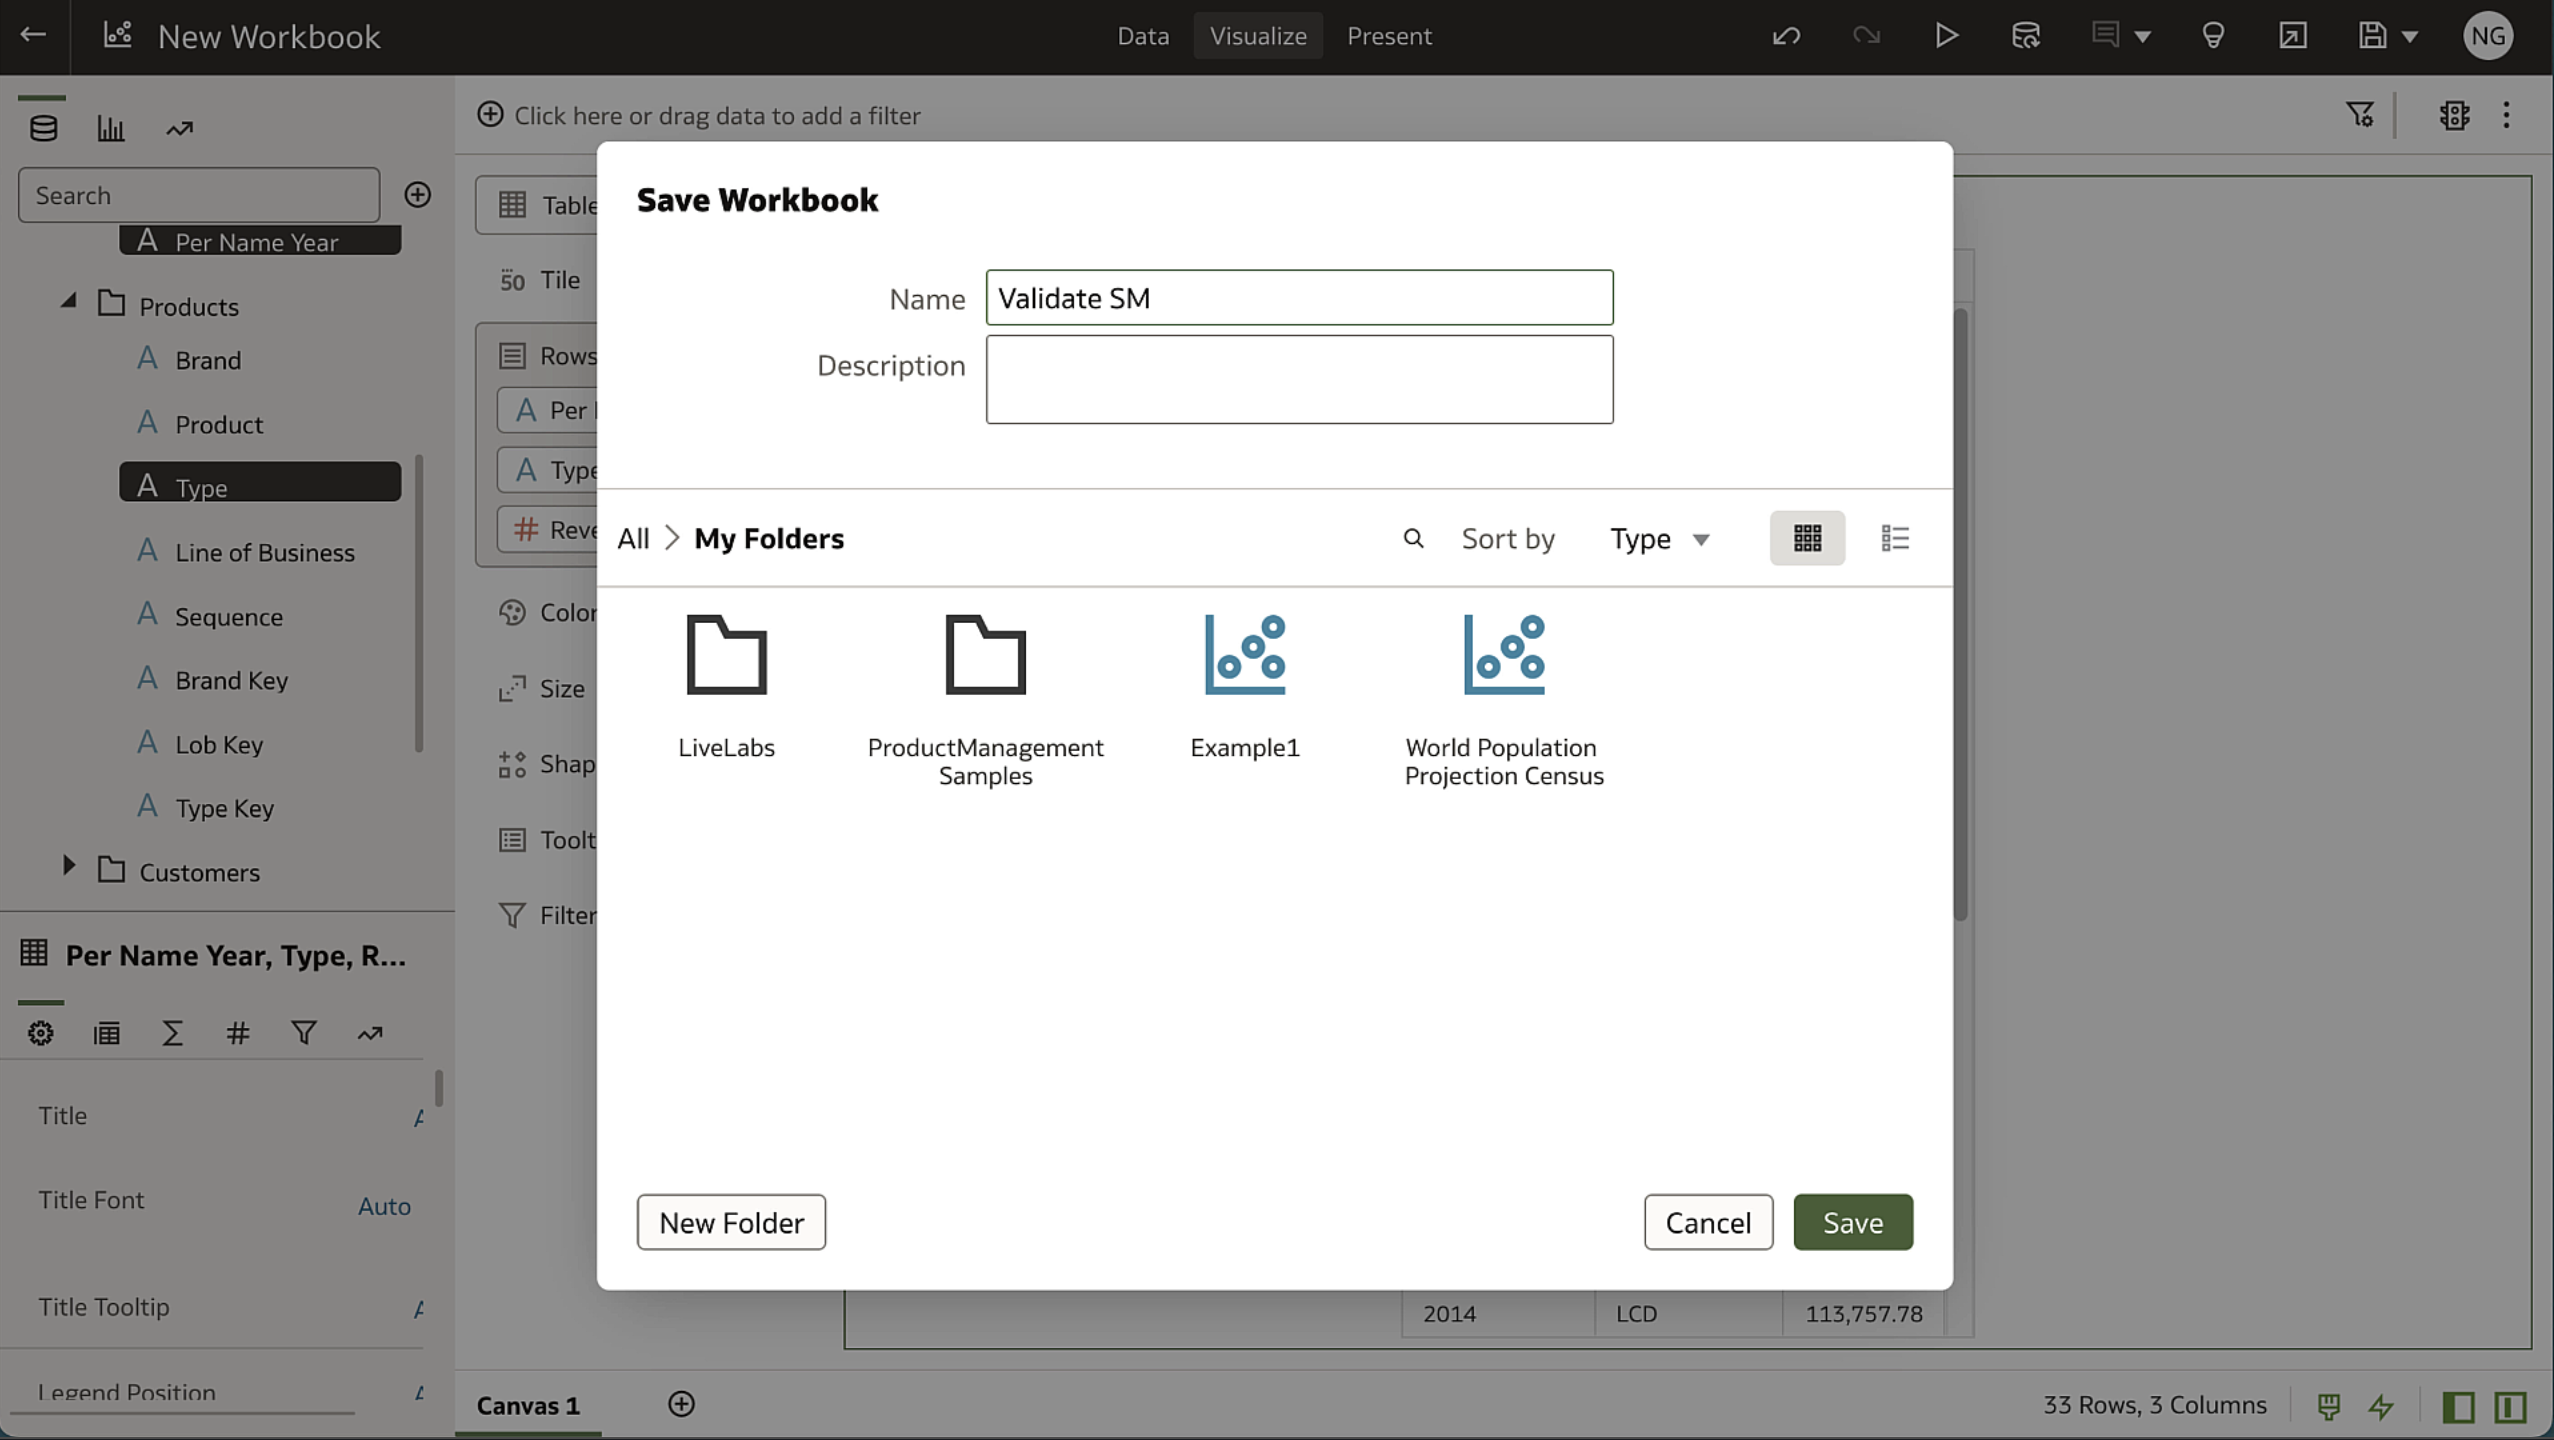 New Workbook
Data
Visualize
Present
NG
Search
Click here or drag data to add a filter
Per Name Year
Products
Brand
Product
Type
Line of Business
Sequence
Brand Key
Lob Key
Type Key
Customers
Per Name Year, Type, R...
Title
Title Font
Auto
Title Tooltip
Legend Position
Table
50
Tile
Rows
Per
Type
Reve
Color
Size
Shap
Toolt
Filter
Save Workbook
Name
Validate SM
Description
All
My Folders
Sort by
Type
LiveLabs
ProductManagement
Samples
Example1
World Population
Projection Census
New Folder
Cancel
Save
2014
LCD
113,757.78
Canvas 1
33 Rows, 3 Columns